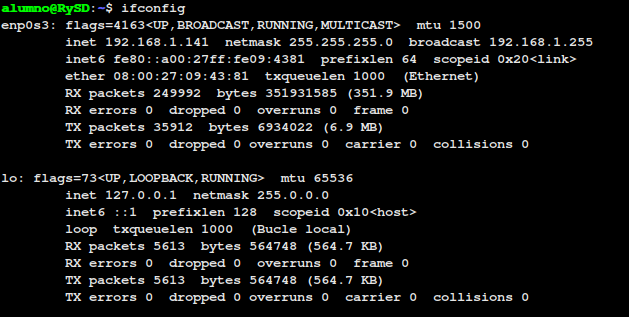 alumno@RySD:~$ ifconfig
enp0s3: flags=4163<UP,BROADCAST,RUNNING,MULTICAST>  mtu 1500
        inet 192.168.1.141  netmask 255.255.255.0  broadcast 192.168.1.255
        inet6 fe80::a00:27ff:fe09:4381  prefixlen 64  scopeid 0x20<link>
        ether 08:00:27:09:43:81  txqueuelen 1000  (Ethernet)
        RX packets 249992  bytes 351931585 (351.9 MB)
        RX errors 0  dropped 0  overruns 0  frame 0
        TX packets 35912  bytes 6934022 (6.9 MB)
        TX errors 0  dropped 0 overruns 0  carrier 0  collisions 0

lo: flags=73<UP,LOOPBACK,RUNNING>  mtu 65536
        inet 127.0.0.1  netmask 255.0.0.0
        inet6 ::1  prefixlen 128  scopeid 0x10<host>
        loop  txqueuelen 1000  (Bucle local)
        RX packets 5613  bytes 564748 (564.7 KB)
        RX errors 0  dropped 0  overruns 0  frame 0
        TX packets 5613  bytes 564748 (564.7 KB)
        TX errors 0  dropped 0 overruns 0  carrier 0  collisions 0